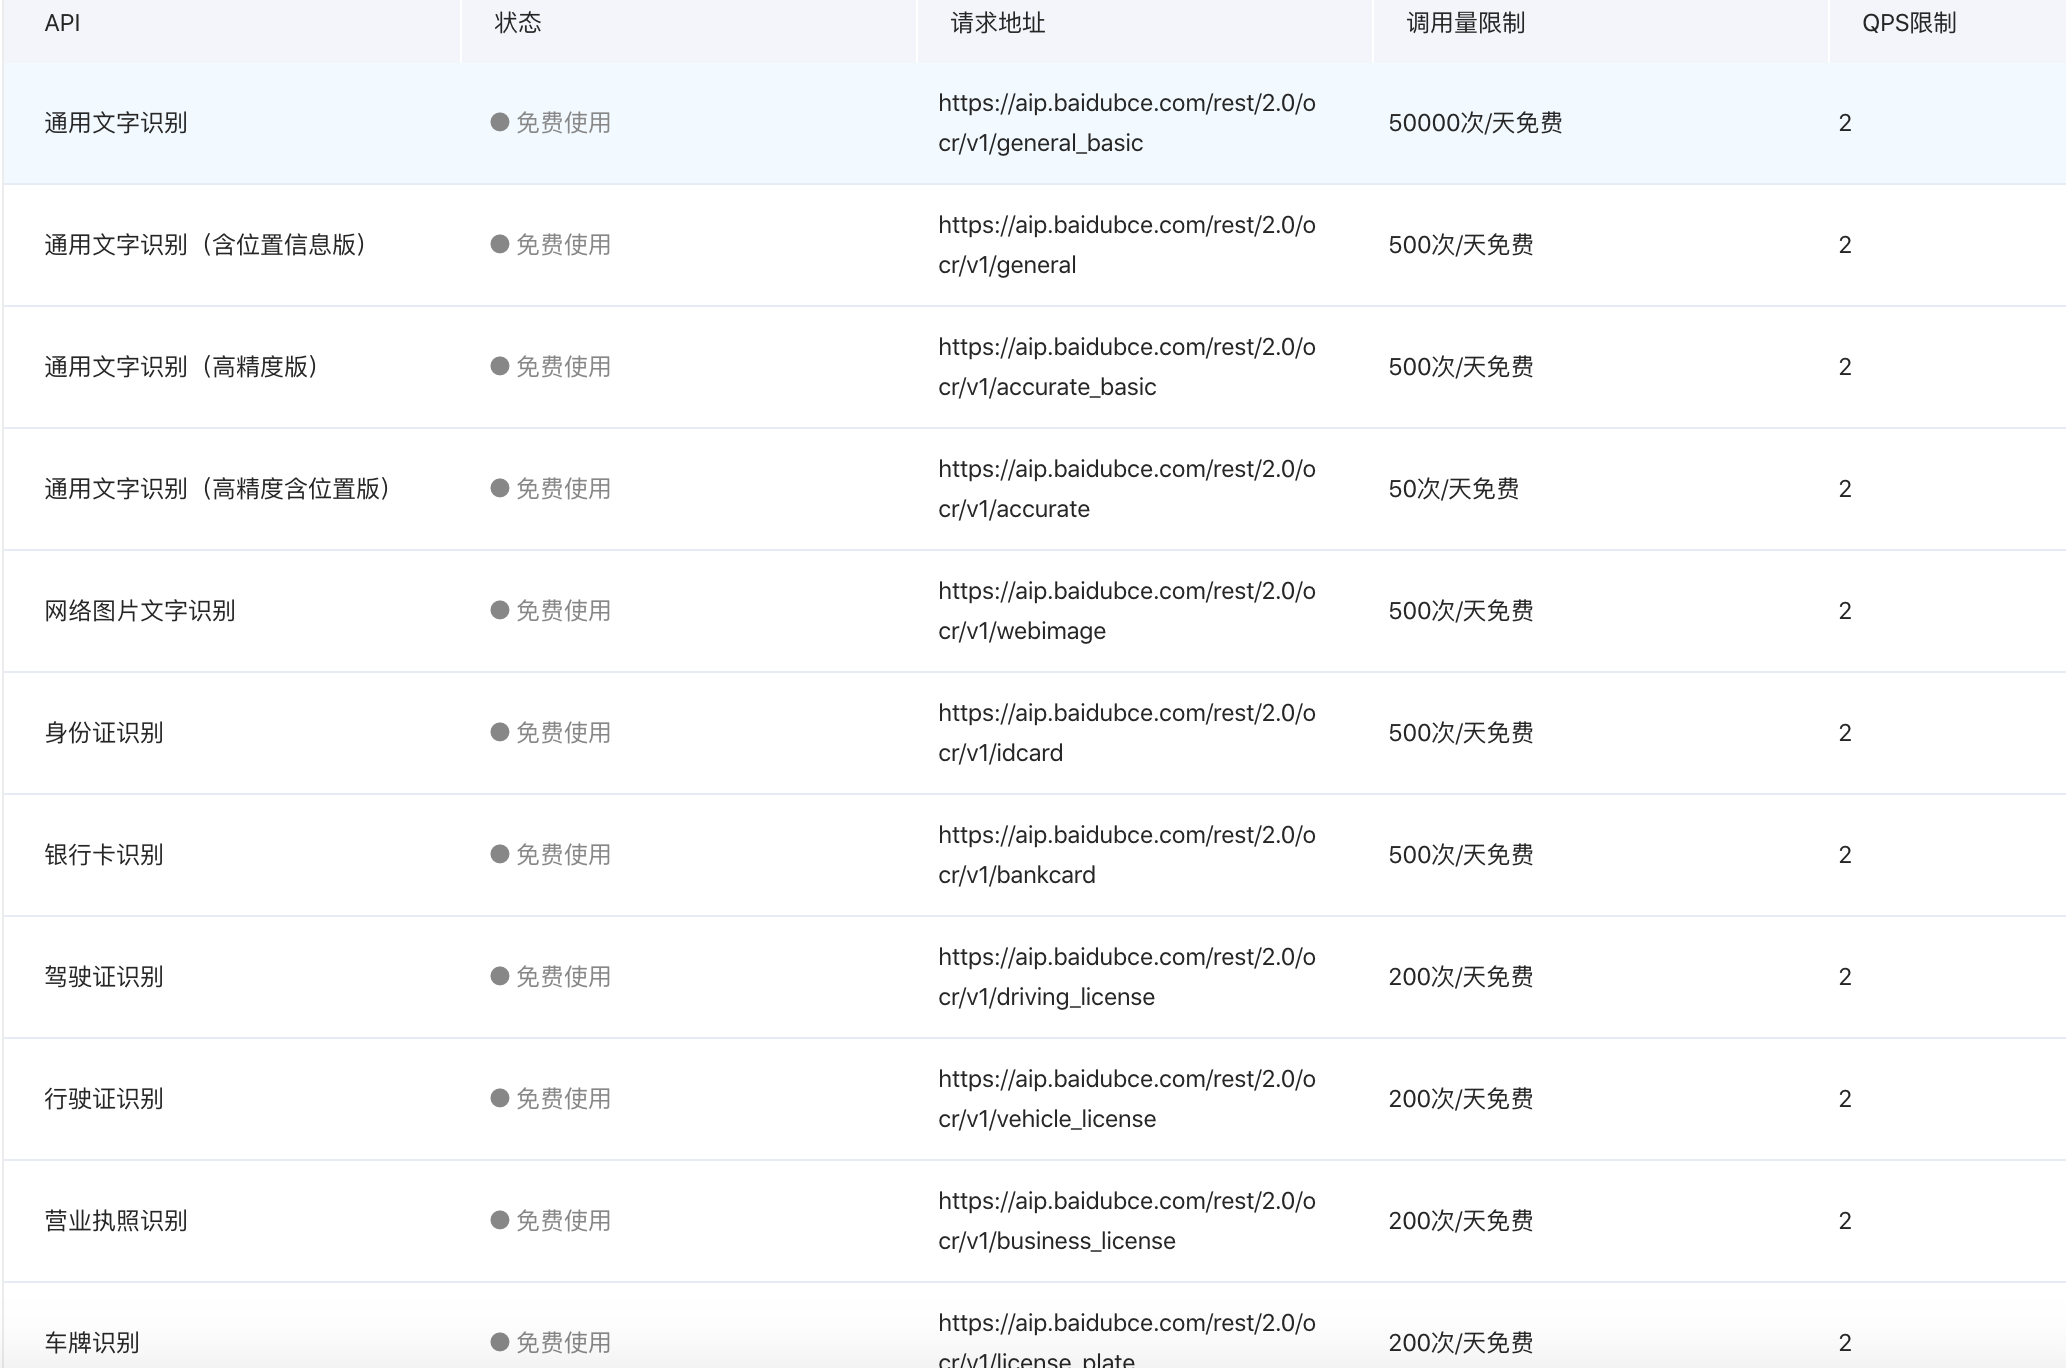 API 状态 请求地址 调用量限制 QPS限制
通用文字识别 免费使用 https://aip.baidubce.com/rest/2.0/o
cr/v1/general_basic 50000次/天免费 2
通用文字识别（含位置信息版） 免费使用 https://aip.baidubce.com/rest/2.0/o
cr/v1/general 500次/天免费 2
通用文字识别（高精度版） 免费使用 https://aip.baidubce.com/rest/2.0/o
cr/v1/accurate_basic 500次/天免费 2
通用文字识别（高精度含位置版） 免费使用 https://aip.baidubce.com/rest/2.0/o
cr/v1/accurate 50次/天免费 2
网络图片文字识别 免费使用 https://aip.baidubce.com/rest/2.0/o
cr/v1/webimage 500次/天免费 2
身份证识别 免费使用 https://aip.baidubce.com/rest/2.0/o
cr/v1/idcard 500次/天免费 2
银行卡识别 免费使用 https://aip.baidubce.com/rest/2.0/o
cr/v1/bankcard 500次/天免费 2
驾驶证识别 免费使用 https://aip.baidubce.com/rest/2.0/o
cr/v1/driving_license 200次/天免费 2
行驶证识别 免费使用 https://aip.baidubce.com/rest/2.0/o
cr/v1/vehicle_license 200次/天免费 2
营业执照识别 免费使用 https://aip.baidubce.com/rest/2.0/o
cr/v1/business_license 200次/天免费 2
车牌识别 免费使用 https://aip.baidubce.com/rest/2.0/o
cr/v1/license_plate 200次/天免费 2